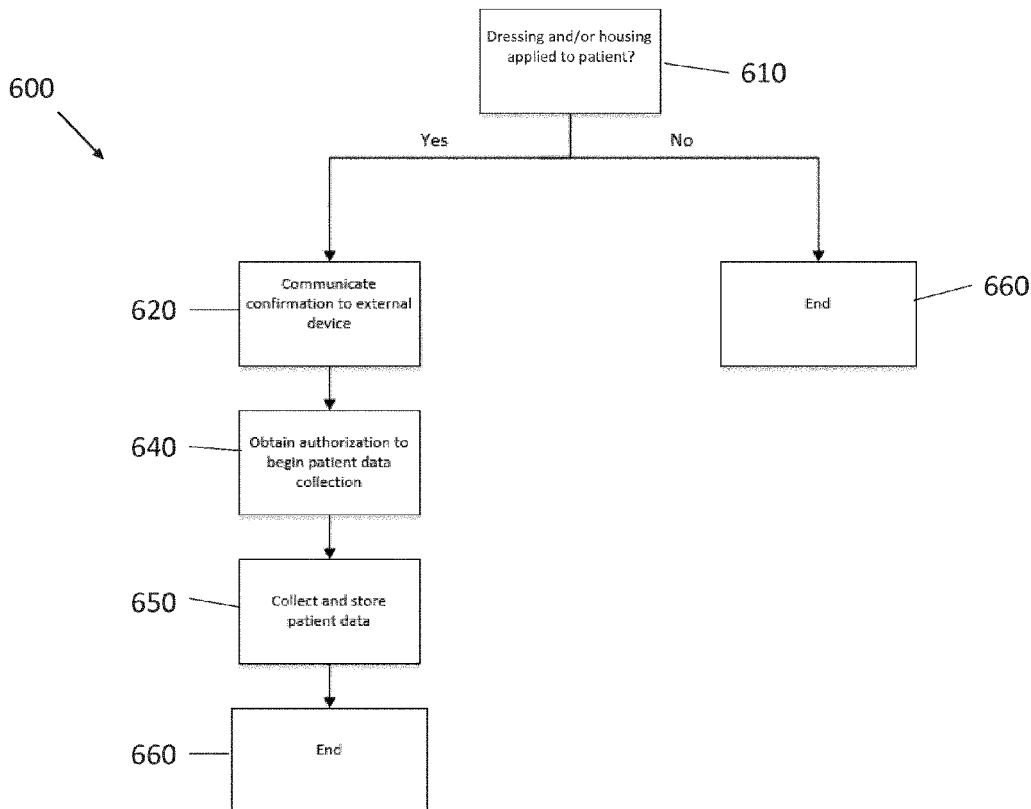 Dressing and/or housing
applied to patient?
610
600
Yes
No
Communicate
confirmation to external
device
620
End
660
Obtain authorization to
begin patient data
collection
640
Collect and store
patient data
650
End
660